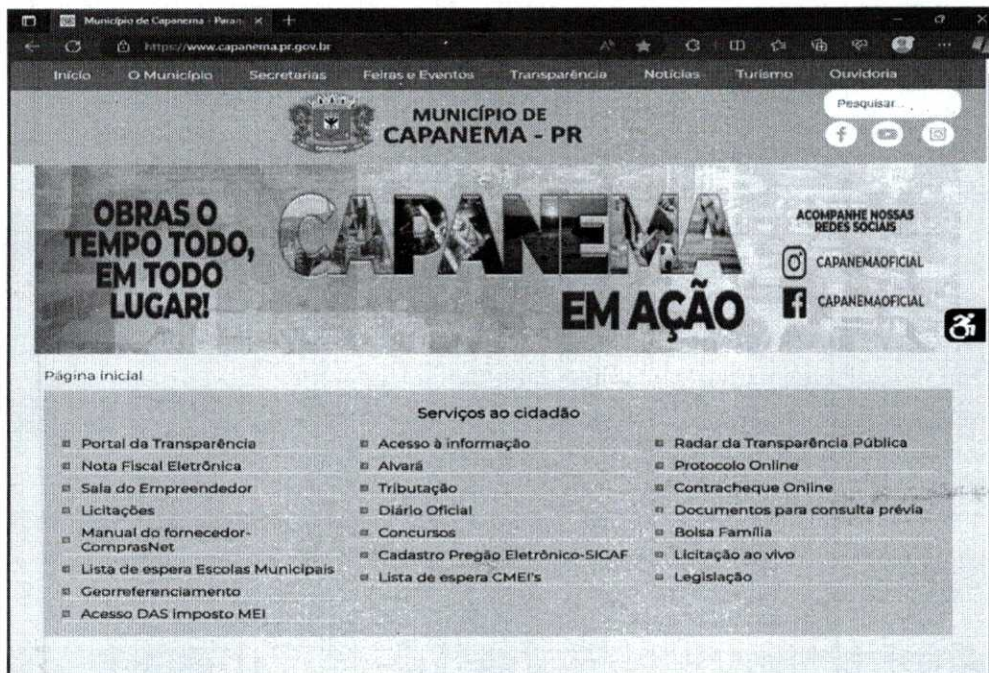 Município de Capanema - Paran
https://www.capanema.pr.gov.br
Início O Município Secretarias Feiras e Eventos Transparência Notícias Turismo Ouvidoria
MUNICÍPIO DE
CAPANEMA - PR
Pesquisar...
OBRAS O
TEMPO TODO,
EM TODO
LUGAR!
CAPANEMA
EM AÇÃO
ACOMPANHE NOSSAS
REDES SOCIAIS
CAPANEMAOFICIAL
CAPANEMAOFICIAL
Página inicial
Serviços ao cidadão
Portal da Transparência
Nota Fiscal Eletrônica
Sala do Empreendedor
Licitações
Manual do fornecedor-
ComprasNet
Lista de espera Escolas Municipais
Georreferenciamento
Acesso DAS imposto MEI
Acesso à informação
Alvará
Tributação
Diário Oficial
Concursos
Cadastro Pregão Eletrônico-SICAF
Lista de espera CMEI's
Radar da Transparência Pública
Protocolo Online
Contracheque Online
Documentos para consulta prévia
Bolsa Família
Licitação ao vivo
Legislação